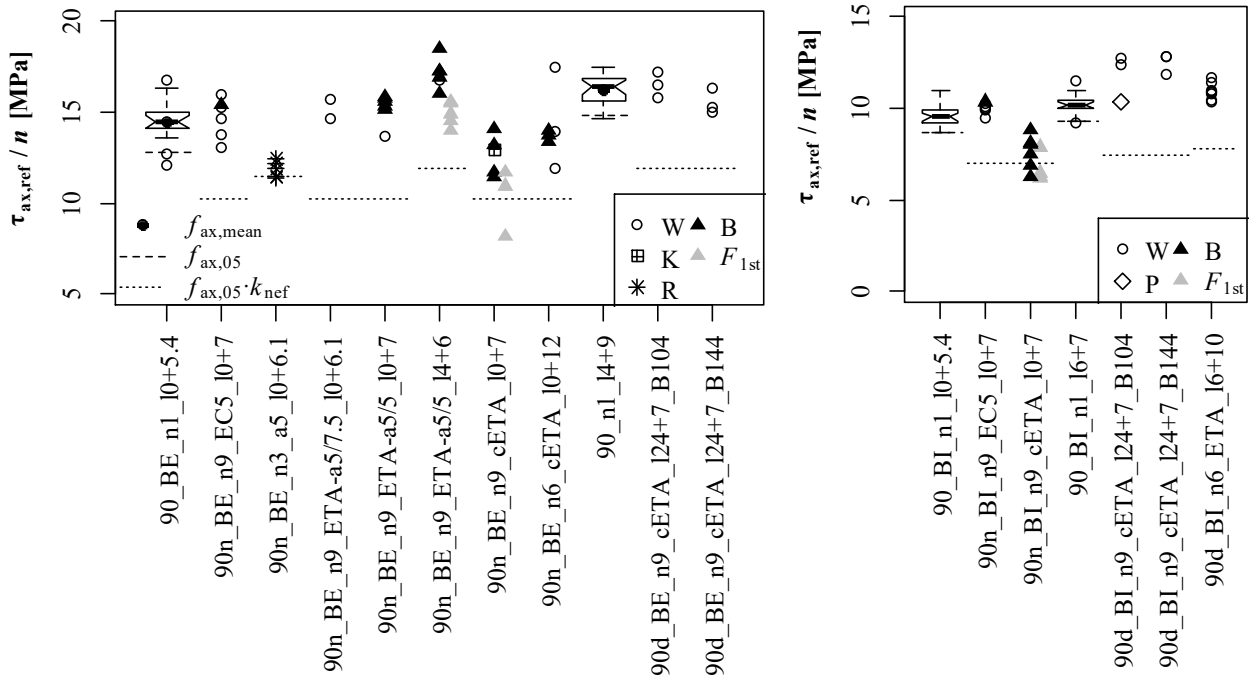 τax,ref / n [MPa]
20
15
10
5
fax,mean
fax,05
fax,05·knef
W B
K F1st
R
90_BE_n1_l0+5.4
90n_BE_n9_EC5_l0+7
90n_BE_n3_a5_l0+6.1
90n_BE_n9_ETA-a5/7.5_l0+6.1
90n_BE_n9_ETA-a5/5_l0+7
90n_BE_n9_ETA-a5/5_l4+6
90n_BE_n9_cETA_l0+7
90n_BE_n6_cETA_l0+12
90_n1_l4+9
90d_BE_n9_cETA_l24+7_B104
90d_BE_n9_cETA_l24+7_B144
τax,ref / n [MPa]
15
10
5
0
W B
P F1st
90_BI_n1_l0+5.4
90n_BI_n9_EC5_l0+7
90n_BI_n9_cETA_l0+7
90_BI_n1_l6+7
90d_BI_n9_cETA_l24+7_B104
90d_BI_n9_cETA_l24+7_B144
90d_BI_n6_ETA_l6+10